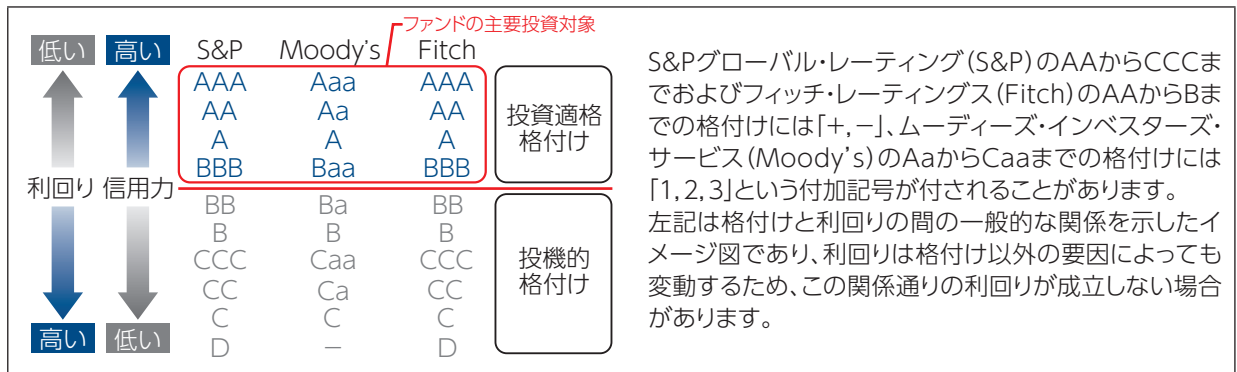 ファンドの主要投資対象
低い 高い S&P Moody's Fitch
AAA Aaa AAA
AA Aa AA
A A A
BBB Baa BBB
投資適格
格付け
利回り 信用力
BB Ba BB
B B B
CCC Caa CCC
CC Ca CC
C C C
D − D
投機的
格付け
高い 低い
S&Pグローバル・レーティング(S&P)のAAからCCCま
でおよびフィッチ・レーティングス(Fitch)のAAからBま
での格付けには「+,−」、ムーディーズ・インベスターズ・
サービス(Moody's)のAaからCaaまでの格付けには
「1,2,3」という付加記号が付されることがあります。
左記は格付けと利回りの間の一般的な関係を示したイ
メージ図であり、利回りは格付け以外の要因によっても
変動するため、この関係通りの利回りが成立しない場合
があります。